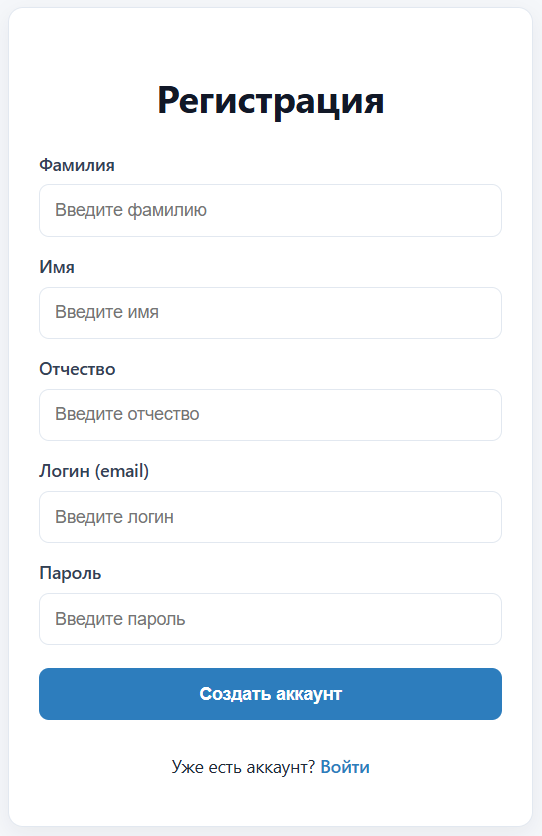 Регистрация
Фамилия
Введите фамилию
Имя
Введите имя
Отчество
Введите отчество
Логин (email)
Введите логин
Пароль
Введите пароль
Создать аккаунт
Уже есть аккаунт? Войти